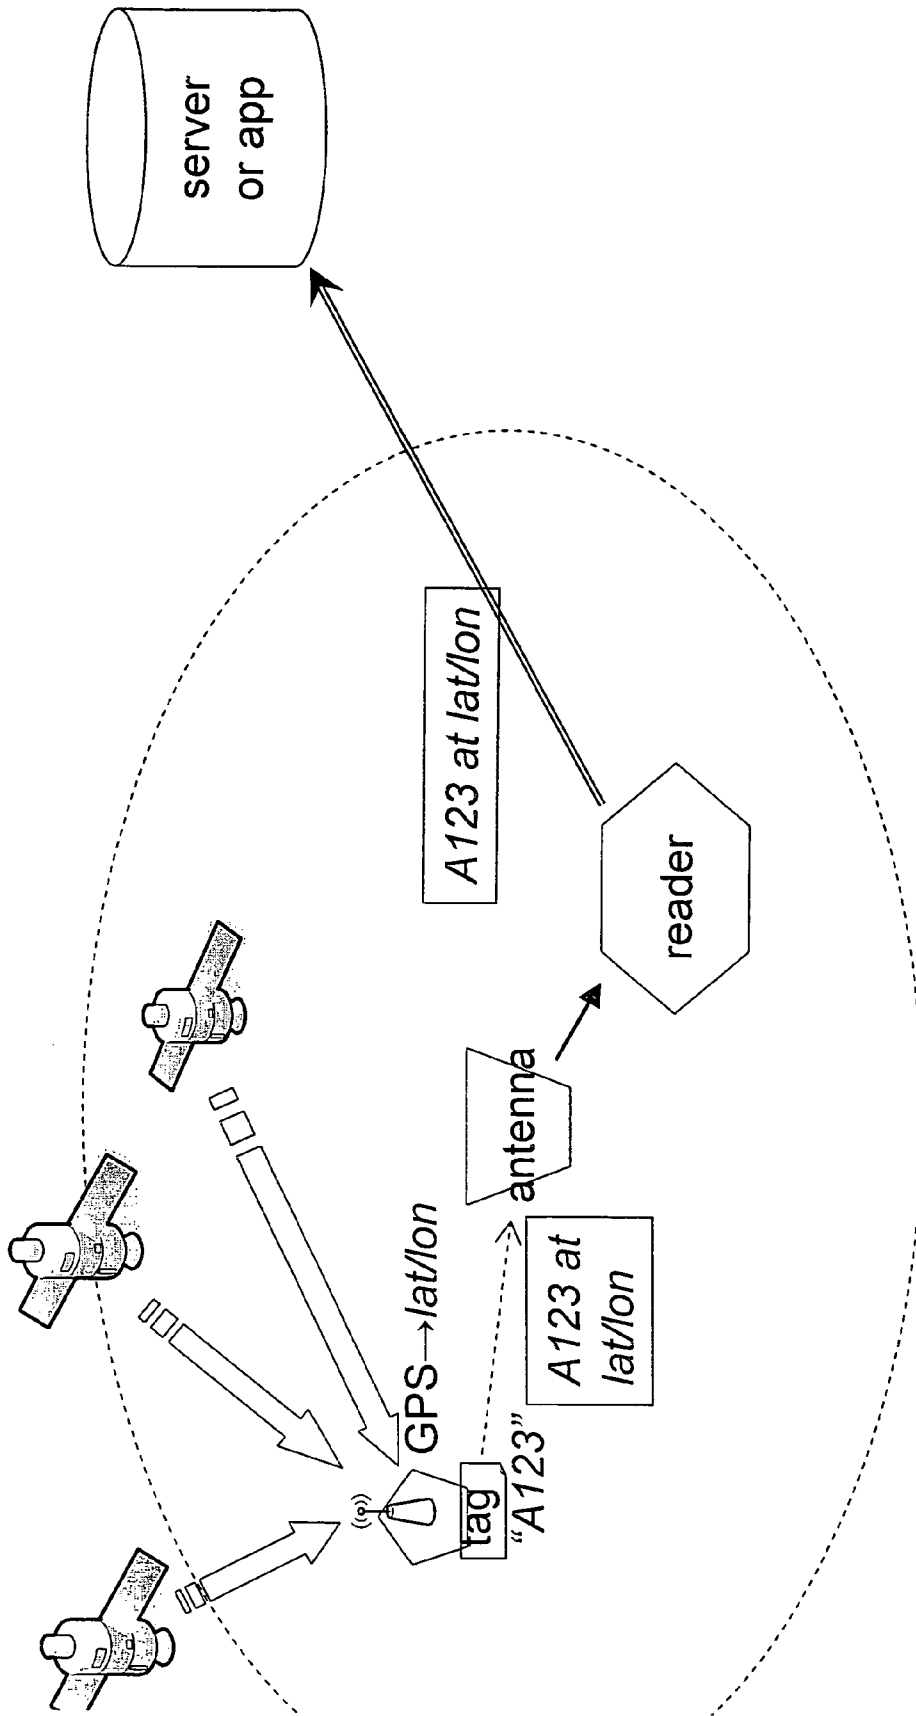 server
or app
A123 at lat/lon
reader
antenna
GPS→lat/lon
A123 at
lat/lon
tag
“A123”